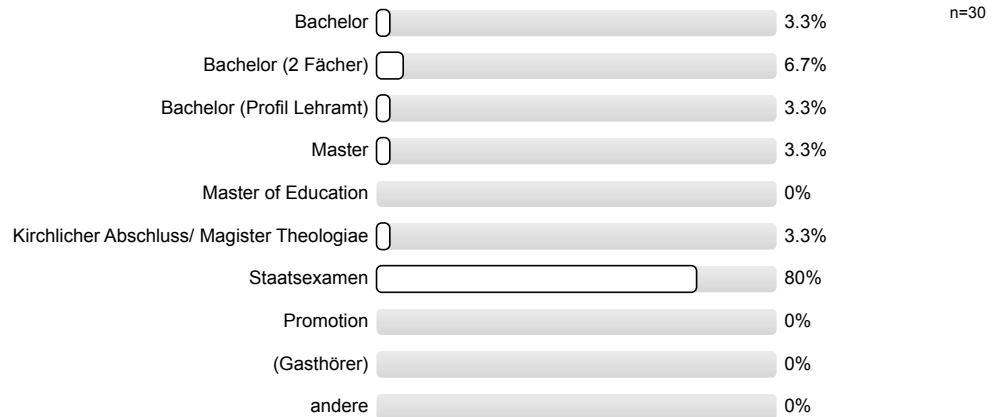 Bachelor 3.3% n=30
Bachelor (2 Fächer) 6.7%
Bachelor (Profil Lehramt) 3.3%
Master 3.3%
Master of Education 0%
Kirchlicher Abschluss/ Magister Theologiae 3.3%
Staatsexamen 80%
Promotion 0%
(Gasthörer) 0%
andere 0%